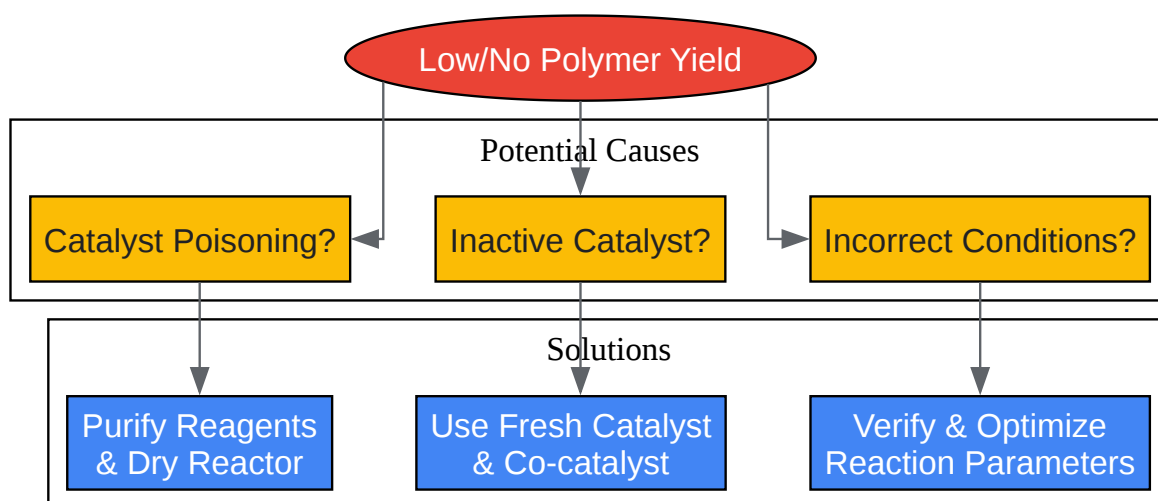 Low/No Polymer Yield
Potential Causes
Catalyst Poisoning?
Inactive Catalyst?
Incorrect Conditions?
Solutions
Purify Reagents
& Dry Reactor
Use Fresh Catalyst
& Co-catalyst
Verify & Optimize
Reaction Parameters